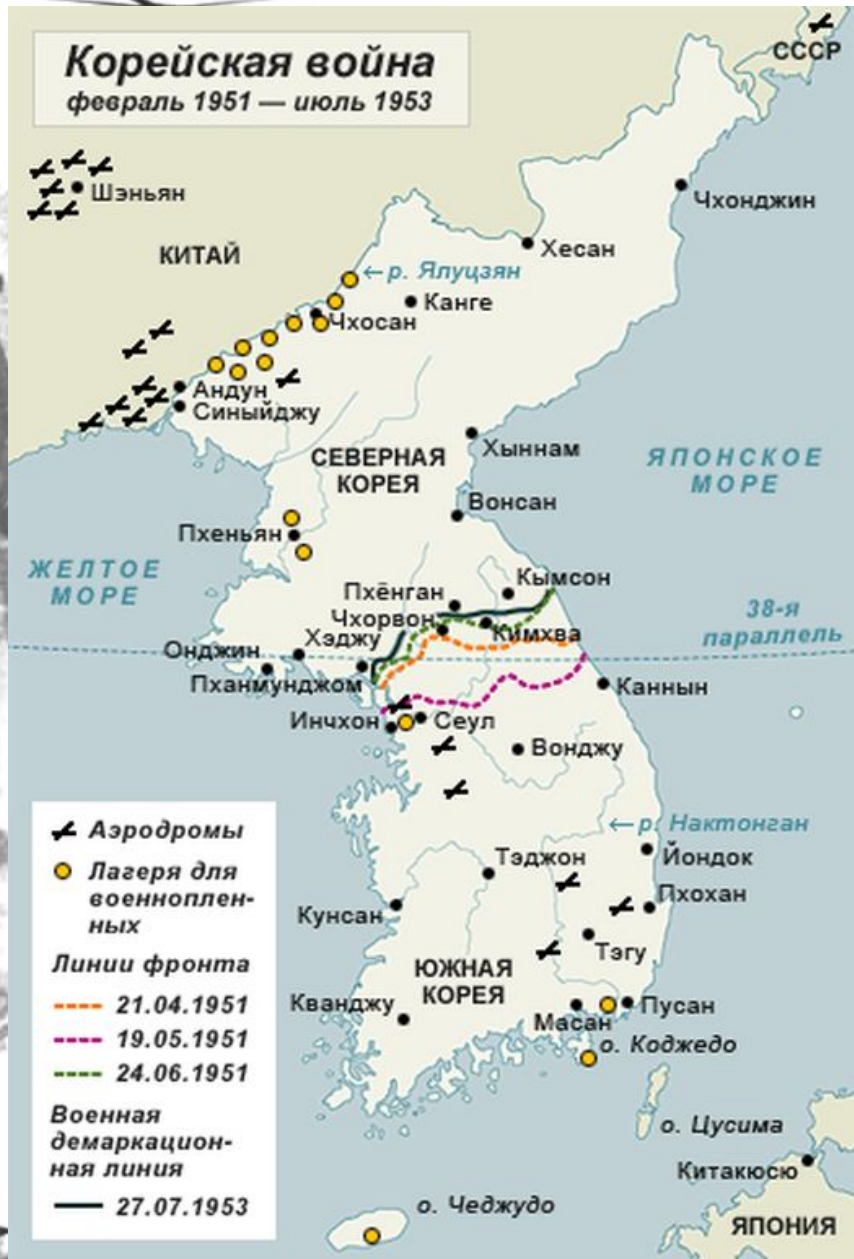 Корейская война
февраль 1951 — июль 1953
СССР
Шэньян
Чхонджин
КИТАЙ
Хесан
←р. Ялуцзян
Канге
Чхосан
Андун
Синыйджу
Хыннам
СЕВЕРНАЯ
КОРЕЯ
ЯПОНСКОЕ
МОРЕ
Вонсан
Пхеньян
ЖЕЛТОЕ
МОРЕ
Кымсон
Пхёнган
Чхорвон
Кимхва
38-я
параллель
Хэджу
Онджин
Пханмунджом
Каннын
Инчхон
Сеул
Вонджу
←р. Нактонган
Йондок
Тэджон
Пхохан
Кунсан
Тэгу
ЮЖНАЯ
КОРЕЯ
Кванджу
Масан
Пусан
о. Коджедо
о. Цусима
Китакюсю
о. Чеджудо
ЯПОНИЯ
Аэродромы
Лагеря для
военноплен-
ных
Линии фронта
21.04.1951
19.05.1951
24.06.1951
Военная
демаркацион-
ная линия
27.07.1953